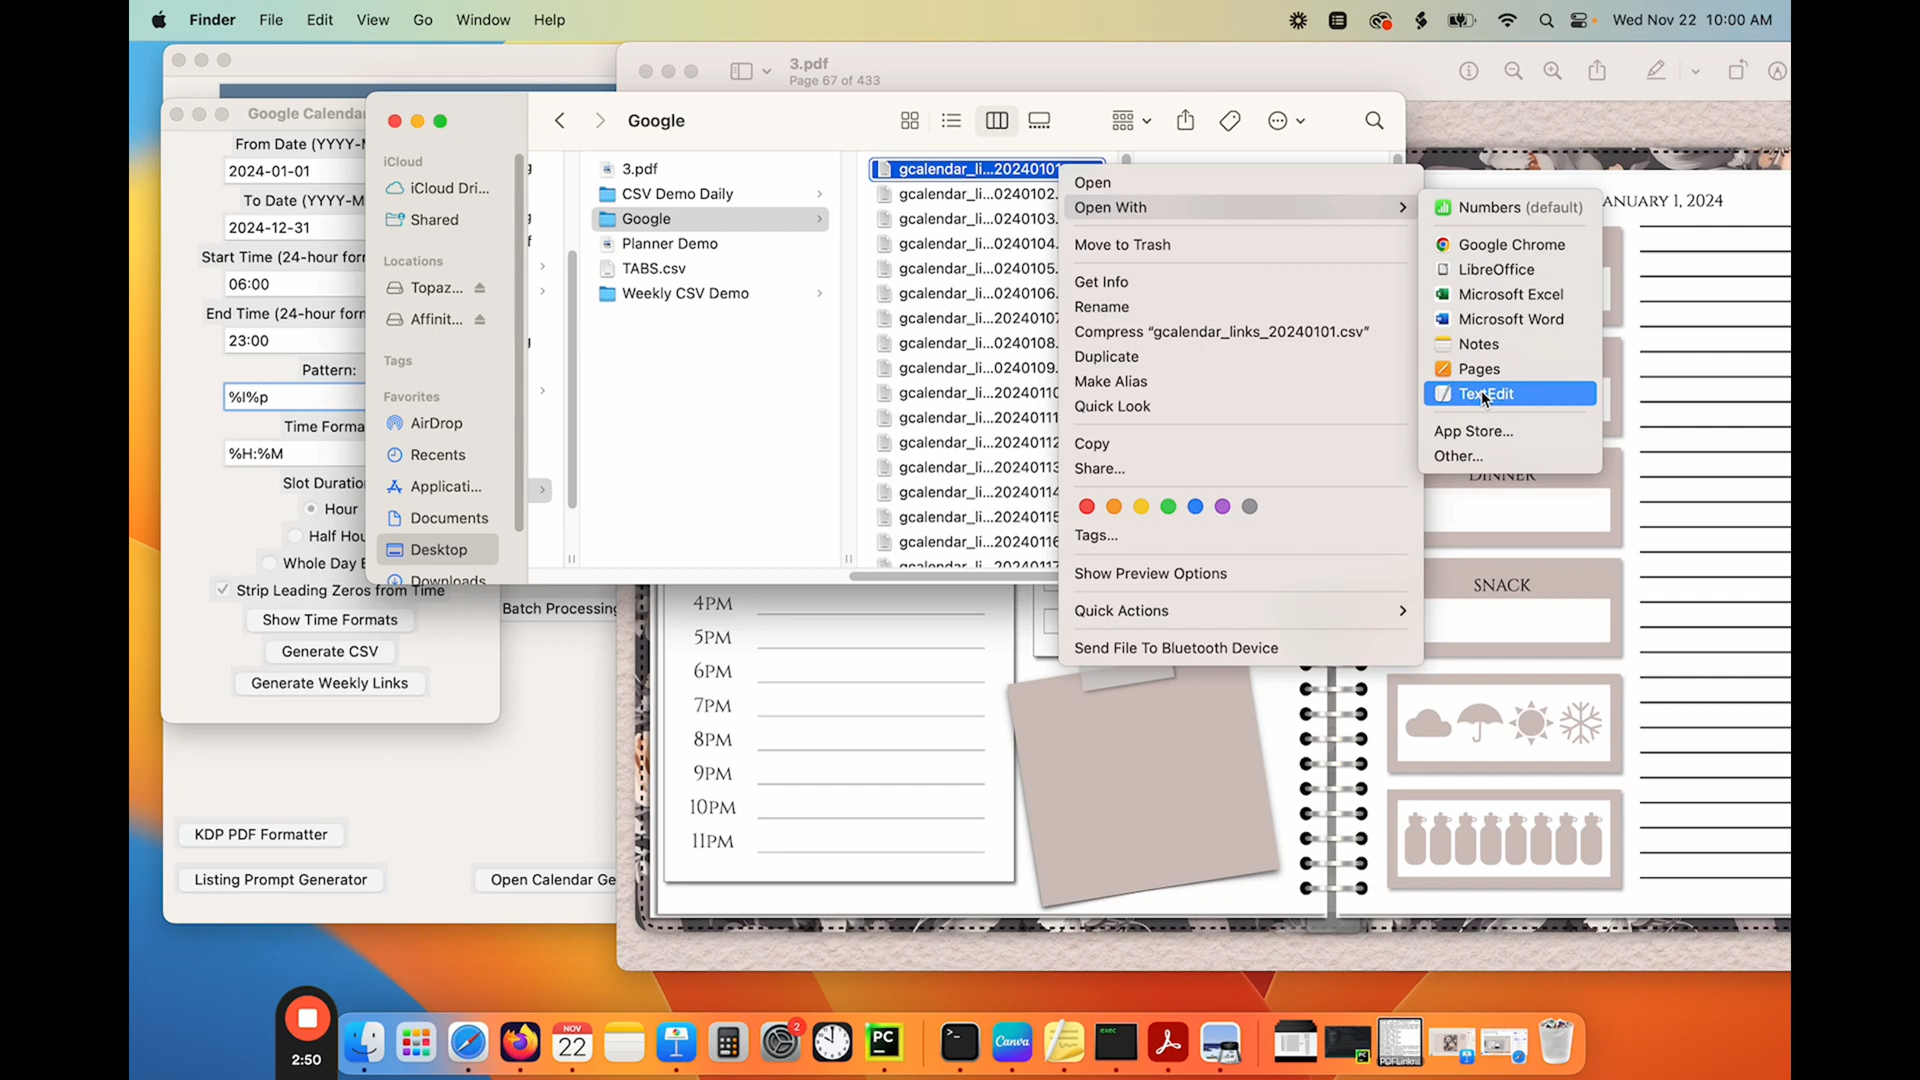 Finder File Edit View Go Window Help
Wed Nov 22 10:00 AM
3.pdf
Page 67 of 433
Google Calenda
From Date (YYYY-M
2024-01-01
To Date (YYYY-M
2024-12-31
Start Time (24-hour for
06:00
End Time (24-hour for
23:00
Pattern:
%I%p
Time Forma
%H:%M
Slot Duratio
Hour
Half Hou
Whole Day E
Strip Leading Zeros from Time
Show Time Formats
Generate CSV
Generate Weekly Links
Batch Processing
KDP PDF Formatter
Listing Prompt Generator
Open Calendar Ge
Google
iCloud
iCloud Dri...
Shared
Locations
Topaz...
Affinit...
Tags
Favorites
AirDrop
Recents
Applicati...
Documents
Desktop
Downloads
3.pdf
CSV Demo Daily
Google
Planner Demo
TABS.csv
Weekly CSV Demo
gcalendar_li...20240101
gcalendar_li...0240102.
gcalendar_li...0240103.
gcalendar_li...0240104.
gcalendar_li...0240105.
gcalendar_li...0240106.
gcalendar_li...20240107
gcalendar_li...0240108.
gcalendar_li...0240109.
gcalendar_li...20240110
gcalendar_li...20240111
gcalendar_li...20240112
gcalendar_li...20240113
gcalendar_li...20240114
gcalendar_li...20240115
gcalendar_li...20240116
gcalendar_li...20240117
Open
Open With
Move to Trash
Get Info
Rename
Compress “gcalendar_links_20240101.csv”
Duplicate
Make Alias
Quick Look
Copy
Share...
Tags...
Show Preview Options
Quick Actions
Send File To Bluetooth Device
Numbers (default)
Google Chrome
LibreOffice
Microsoft Excel
Microsoft Word
Notes
Pages
TextEdit
App Store...
Other...
ANUARY 1, 2024
DINNER
SNACK
4PM
5PM
6PM
7PM
8PM
9PM
10PM
11PM
2:50
NOV
22
2
PC
Canva
exec